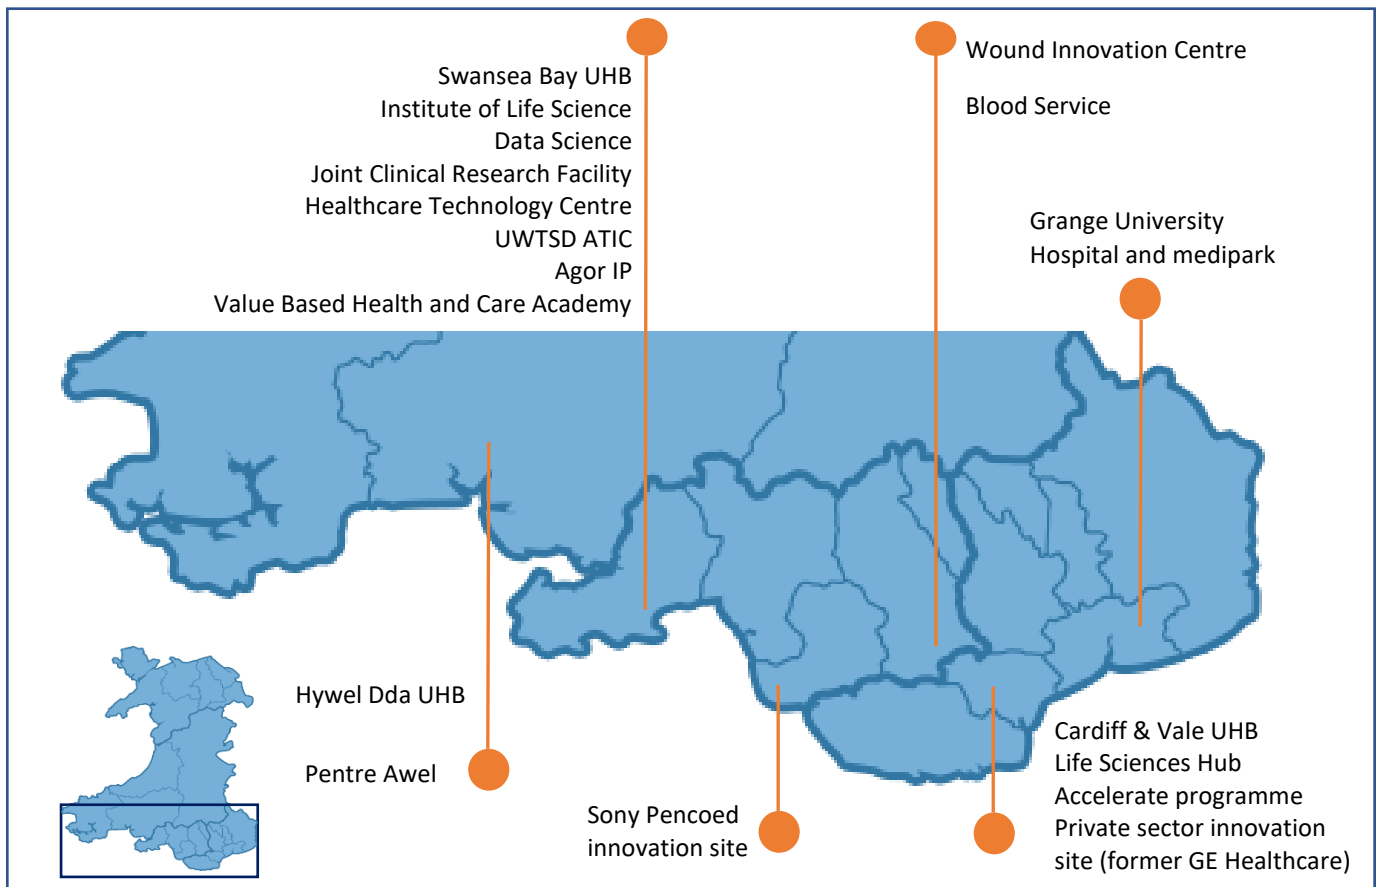 Swansea Bay UHB
Institute of Life Science
Data Science
Joint Clinical Research Facility
Healthcare Technology Centre
UWTSD ATIC
Agor IP
Value Based Health and Care Academy
Wound Innovation Centre
Blood Service
Grange University
Hospital and medipark
Hywel Dda UHB
Pentre Awel
Sony Pencoed
innovation site
Cardiff & Vale UHB
Life Sciences Hub
Accelerate programme
Private sector innovation
site (former GE Healthcare)